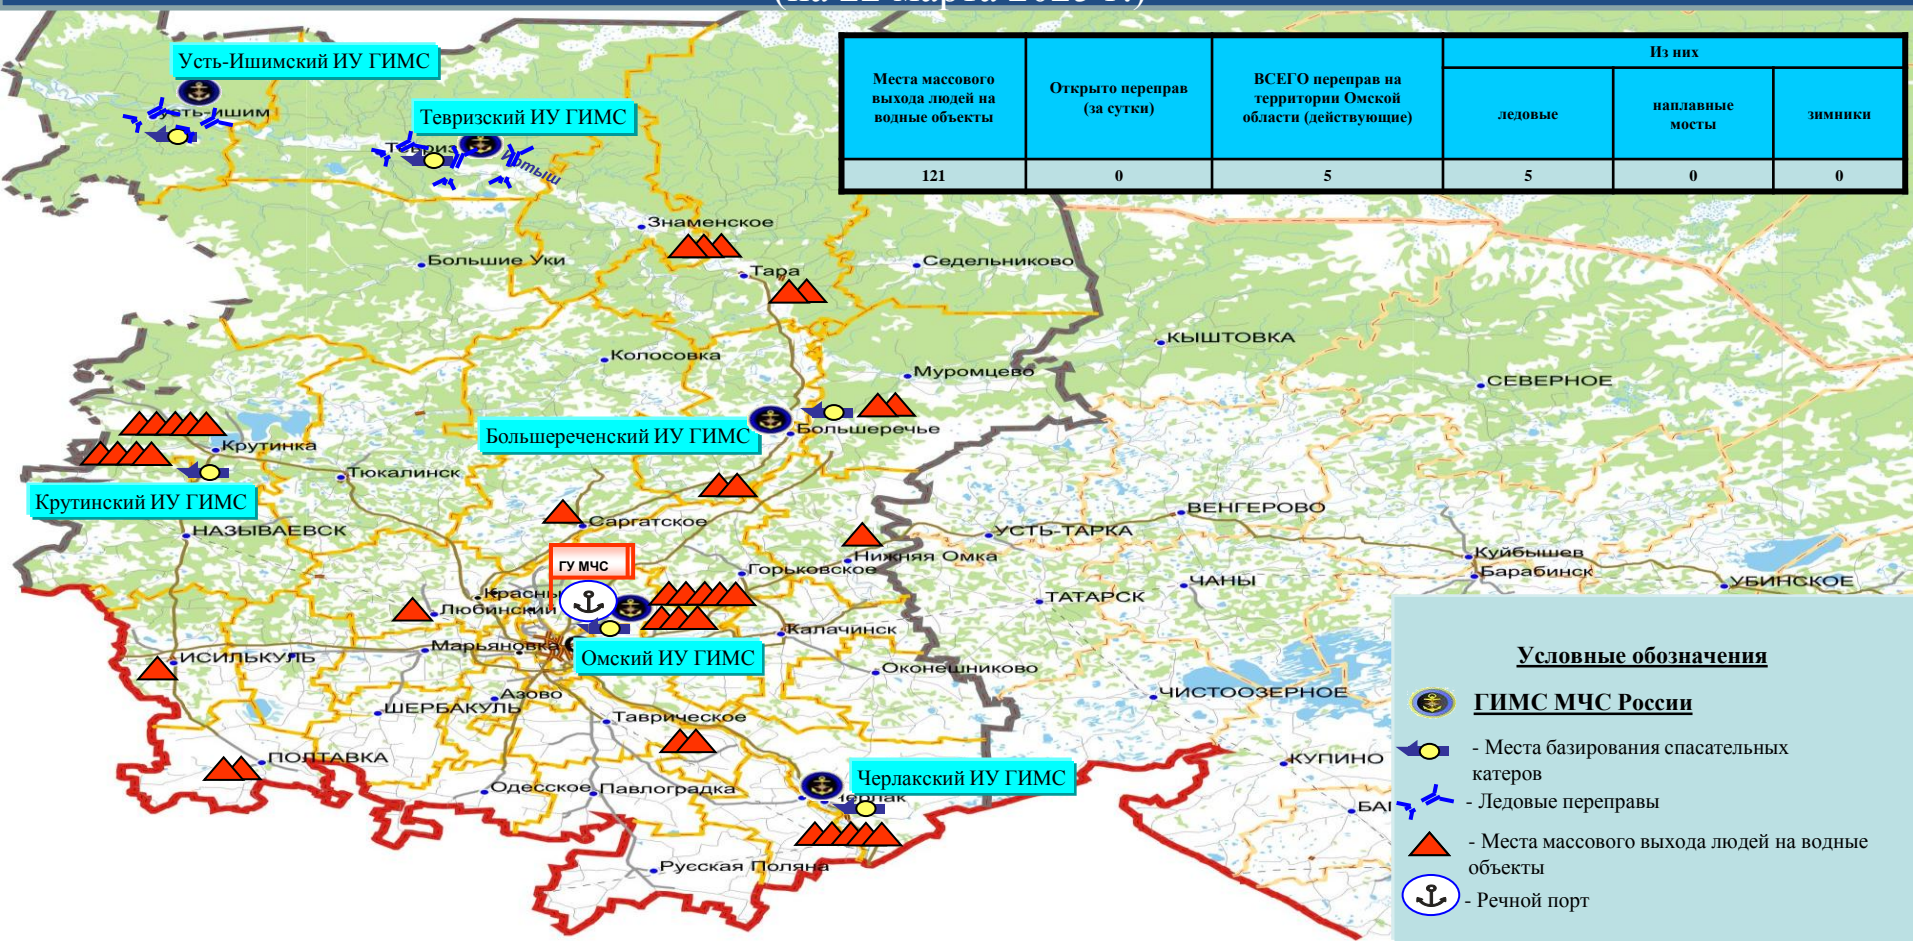 (на 22 марта 2023 г.)
Усть-Ишимский ИУ ГИМС
Тевризский ИУ ГИМС
Места массового
выхода людей на
водные объекты
Открыто переправ
(за сутки)
ВСЕГО переправ на
территории Омской
области (действующие)
Из них
ледовые
наплавные
мосты
зимники
121
0
5
5
0
0
Иртыш
Знаменское
Большие Уки
Тара
Седельниково
Колосовка
КЫШТОВКА
Муромцево
СЕВЕРНОЕ
Большереченский ИУ ГИМС
Большеречье
Крутинка
Тюкалинск
Крутинский ИУ ГИМС
НАЗЫВАЕВСК
Саргатское
ВЕНГЕРОВО
УСТЬ-ТАРКА
Нижняя Омка
Куйбышев
Барабинск
УБИНСКОЕ
ГУ МЧС
Горьковское
ЧАНЫ
ТАТАРСК
Любинский
Марьяновка
Калачинск
Омский ИУ ГИМС
ИСИЛЬКУЛЬ
Оконешниково
ЧИСТООЗЕРНОЕ
Азово
ШЕРБАКУЛЬ
Таврическое
ПОЛТАВКА
КУПИНО
Черлакский ИУ ГИМС
Одесское
Павлоградка
Русская Поляна
Условные обозначения
ГИМС МЧС России
- Места базирования спасательных
катеров
- Ледовые переправы
- Места массового выхода людей на водные
объекты
- Речной порт